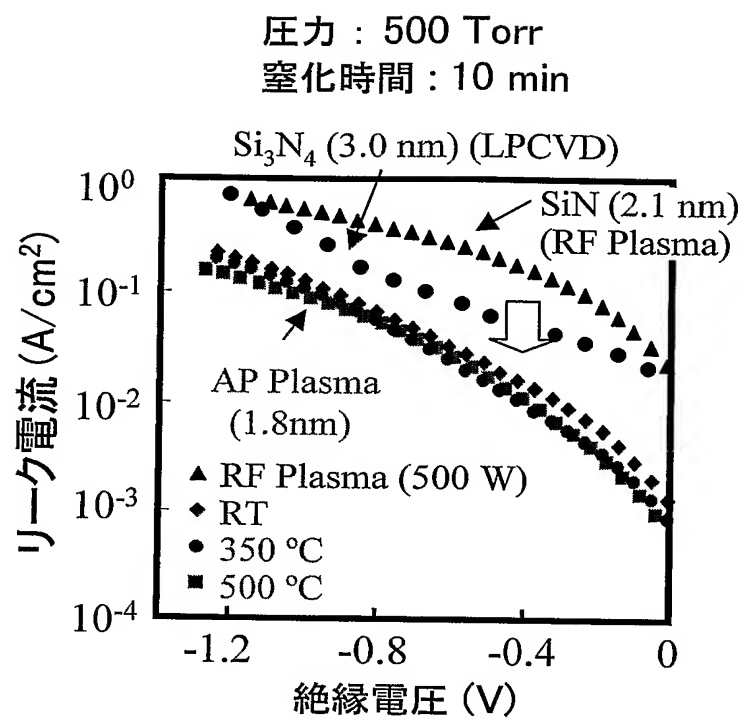 圧力 : 500 Torr
窒化時間 : 10 min
Si₃N₄ (3.0 nm) (LPCVD)
SiN (2.1 nm)
(RF Plasma)
AP Plasma
(1.8nm)
▲ RF Plasma (500 W)
◆ RT
● 350 ºC
■ 500 ºC
10⁰
10⁻¹
10⁻²
10⁻³
10⁻⁴
リーク電流 (A/cm²)
-1.2 -0.8 -0.4 0
絶縁電圧 (V)